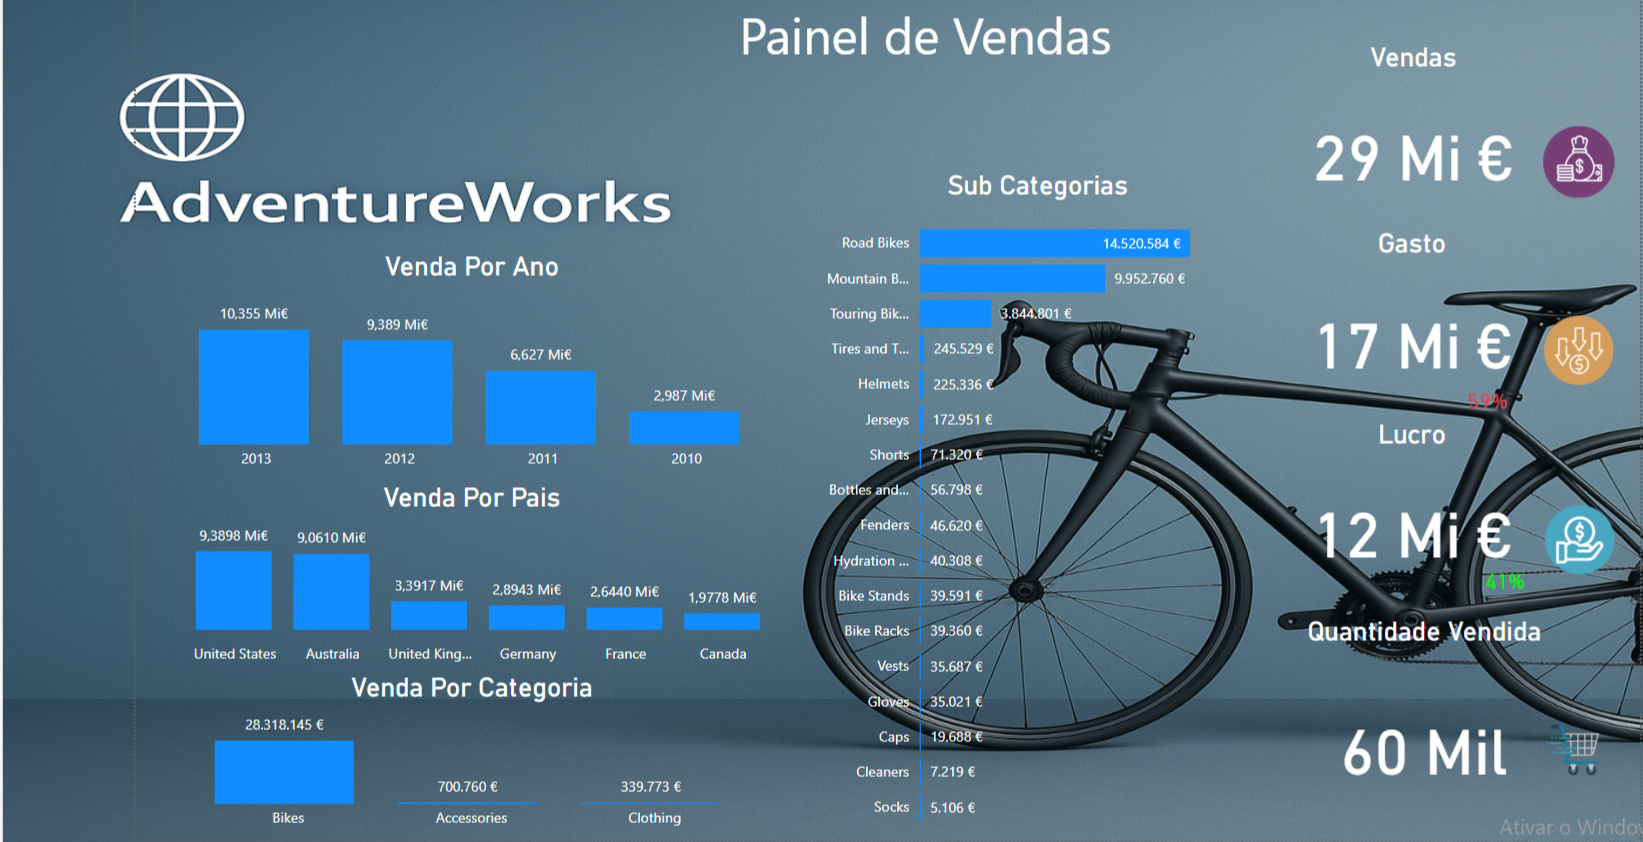 Painel de Vendas
AdventureWorks
Venda Por Ano
10,355 Mi€
9,389 Mi€
6,627 Mi€
2,987 Mi€
2013
2012
2011
2010
Venda Por Pais
9,3898 Mi€
9,0610 Mi€
3,3917 Mi€
2,8943 Mi€
2,6440 Mi€
1,9778 Mi€
United States
Australia
United King...
Germany
France
Canada
Venda Por Categoria
28.318.145 €
700.760 €
339.773 €
Bikes
Accessories
Clothing
Sub Categorias
Road Bikes 14.520.584 €
Mountain B... 9.952.760 €
Touring Bik... 3.844.801 €
Tires and T... 245.529 €
Helmets 225.336 €
Jerseys 172.951 €
Shorts 71.320 €
Bottles and... 56.798 €
Fenders 46.620 €
Hydration ... 40.308 €
Bike Stands 39.591 €
Bike Racks 39.360 €
Vests 35.687 €
Gloves 35.021 €
Caps 19.688 €
Cleaners 7.219 €
Socks 5.106 €
Vendas
29 Mi €
Gasto
17 Mi €
59%
Lucro
12 Mi €
41%
Quantidade Vendida
60 Mil
Ativar o Window